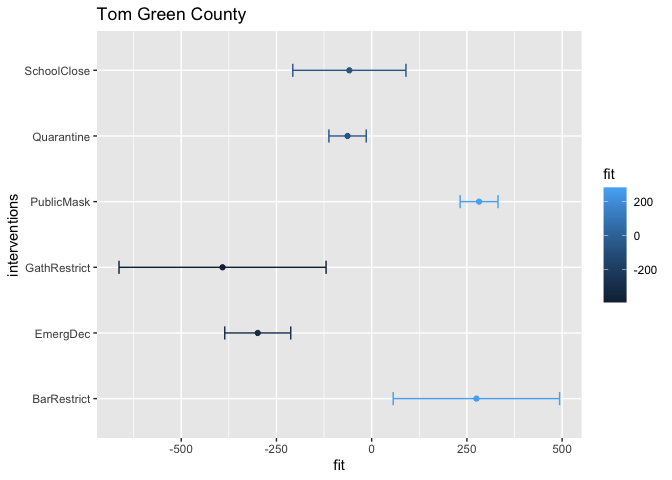 Tom Green County
SchoolClose
Quarantine
PublicMask
GathRestrict
EmergDec
BarRestrict
interventions
-500
-250
0
250
500
fit
fit
200
0
-200